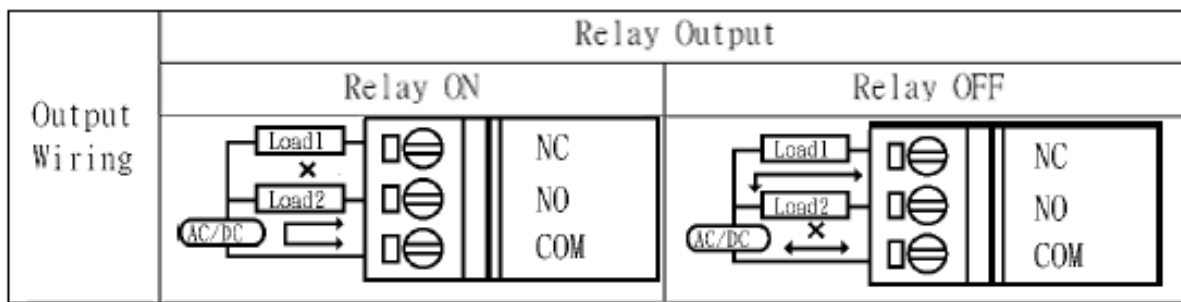 Relay Output
Output
Wiring
Relay ON
Relay OFF
Load1
NC
Load2
NO
AC/DC
COM
Load1
NC
Load2
NO
AC/DC
COM